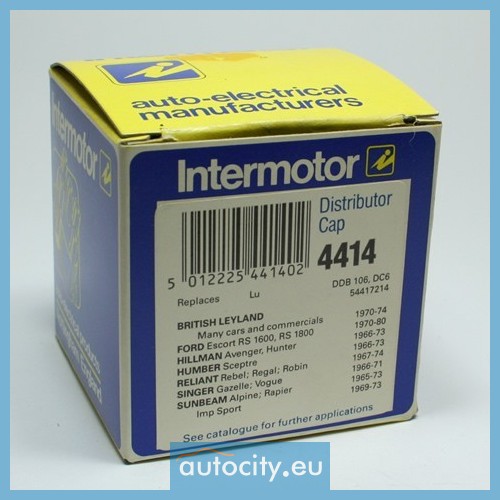 auto-electrical
manufacturers
Intermotor
Distributor
Cap
4414
5 012225 441402
DDB 106, DC6
Replaces Lu 54417214
BRITISH LEYLAND
Many cars and commercials 1970-74
FORD Escort RS 1600, RS 1800 1970-80
HILLMAN Avenger, Hunter 1966-73
HUMBER Sceptre 1966-73
RELIANT Rebel; Regal; Robin 1967-74
SINGER Gazelle; Vogue 1966-71
SUNBEAM Alpine; Rapier 1965-73
Imp Sport 1969-73
See catalogue for further applications
England
autocity.eu